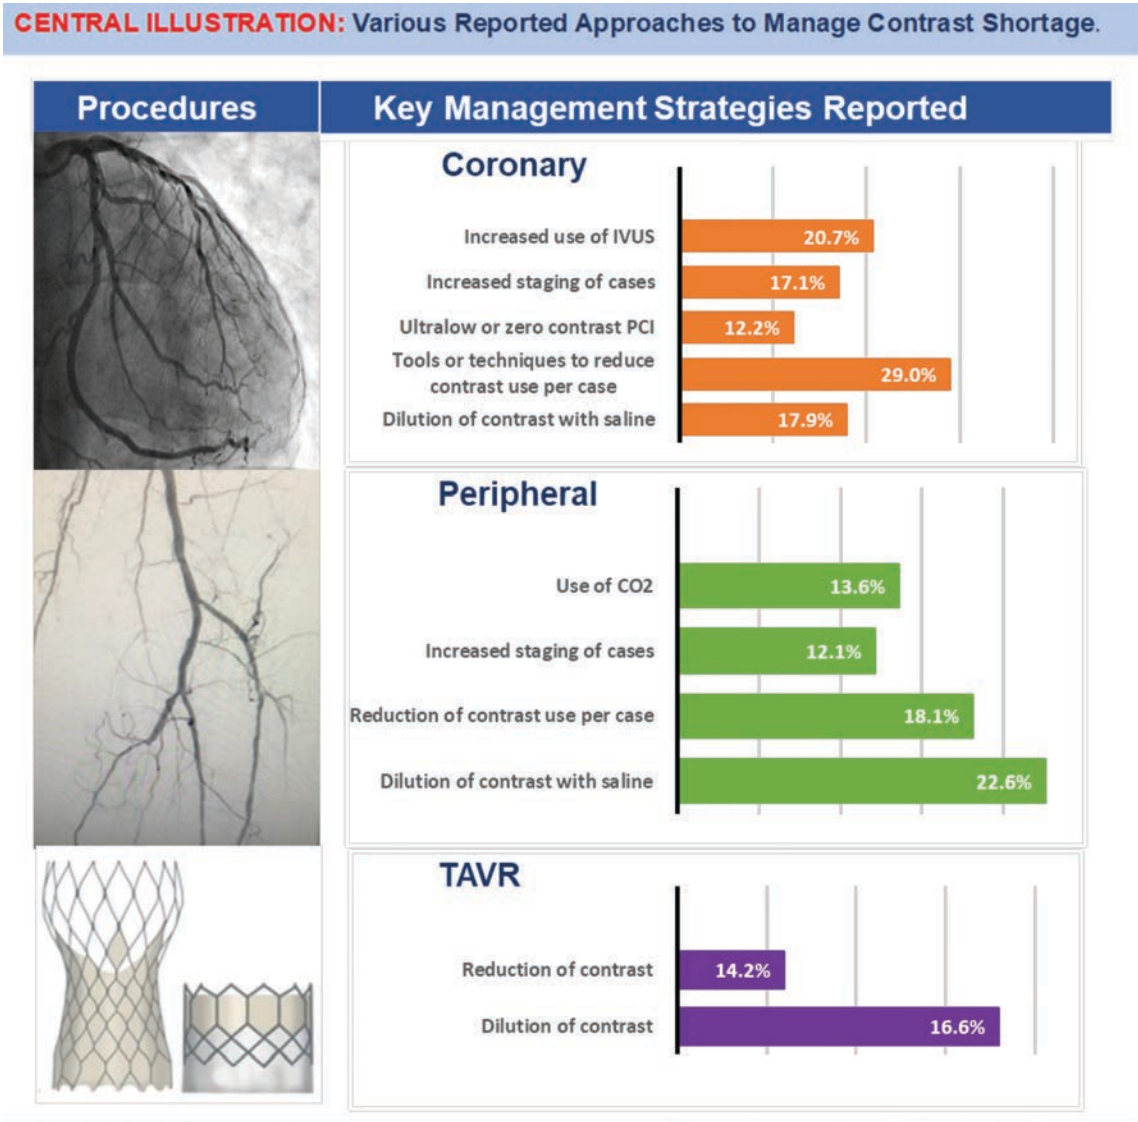 CENTRAL ILLUSTRATION: Various Reported Approaches to Manage Contrast Shortage.
Procedures
Key Management Strategies Reported
Coronary
Increased use of IVUS
20.7%
Increased staging of cases
17.1%
Ultralow or zero contrast PCI
12.2%
Tools or techniques to reduce
contrast use per case
29.0%
Dilution of contrast with saline
17.9%
Peripheral
Use of CO2
13.6%
Increased staging of cases
12.1%
Reduction of contrast use per case
18.1%
Dilution of contrast with saline
22.6%
TAVR
Reduction of contrast
14.2%
Dilution of contrast
16.6%